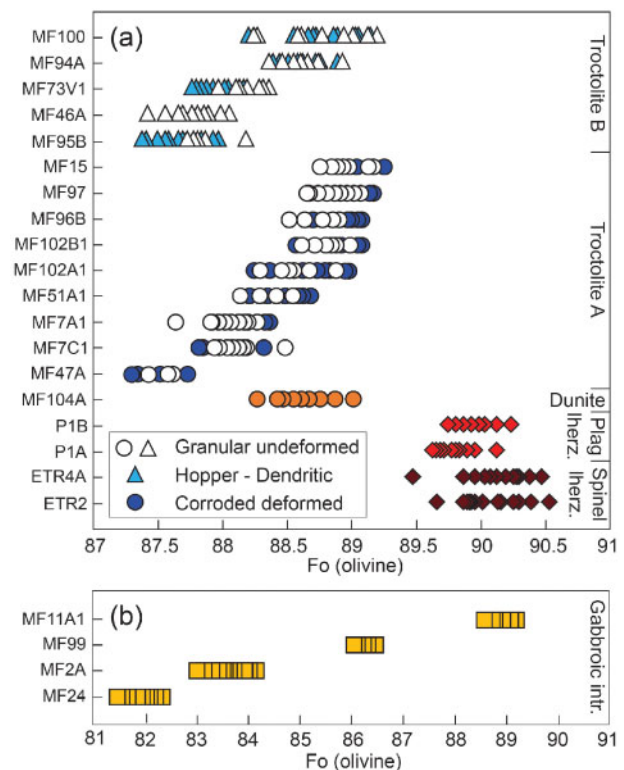 (a)
MF100
MF94A
MF73V1
MF46A
MF95B
MF15
MF97
MF96B
MF102B1
MF102A1
MF51A1
MF7A1
MF7C1
MF47A
MF104A
P1B
P1A
ETR4A
ETR2
Troctolite B
Troctolite A
Dunite
Plag
lherz.
Spinel
lherz.
Granular undeformed
Hopper - Dendritic
Corroded deformed
87 87.5 88 88.5 89 89.5 90 90.5 91
Fo (olivine)
(b)
MF11A1
MF99
MF2A
MF24
Gabbroic intr.
81 82 83 84 85 86 87 88 89 90 91
Fo (olivine)